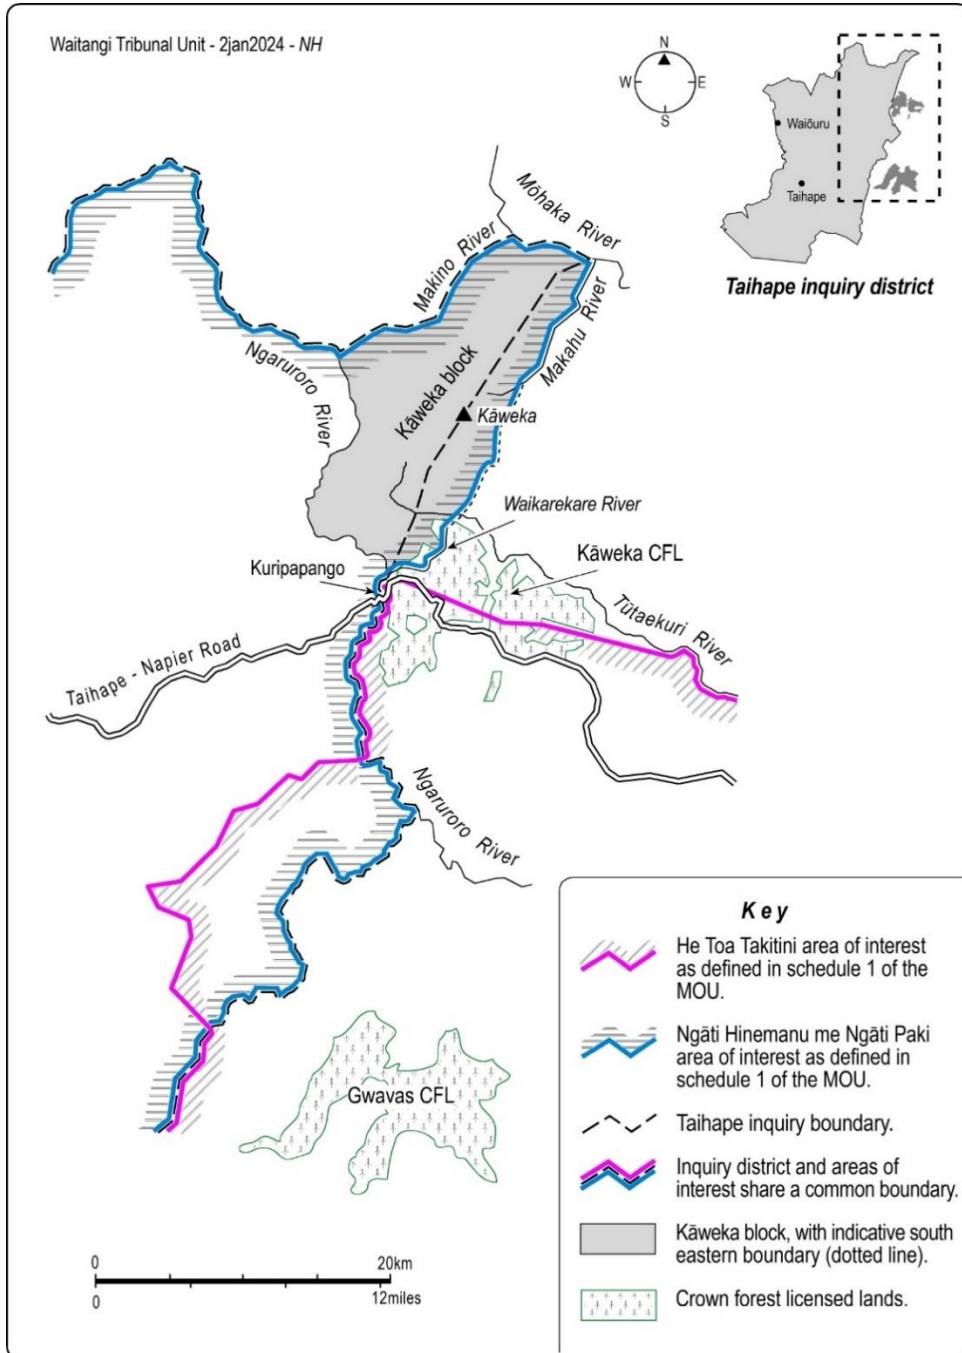 Waitangi Tribunal Unit - 2jan2024 - NH
N
W
E
S
Waiōuru
Taihape
Taihape inquiry district
Mōhaka River
Makino River
Makahu River
Ngaruroro
River
Kāweka block
Kāweka
Waikarekare River
Kāweka CFL
Kuripapango
Tūtaekuri River
Taihape - Napier Road
Ngaruroro River
Gwavas CFL
Key
He Toa Takitini area of interest
as defined in schedule 1 of the
MOU.
Ngāti Hinemanu me Ngāti Paki
area of interest as defined in
schedule 1 of the MOU.
Taihape inquiry boundary.
Inquiry district and areas of
interest share a common boundary.
Kāweka block, with indicative south
eastern boundary (dotted line).
Crown forest licensed lands.
0
20km
0
12miles